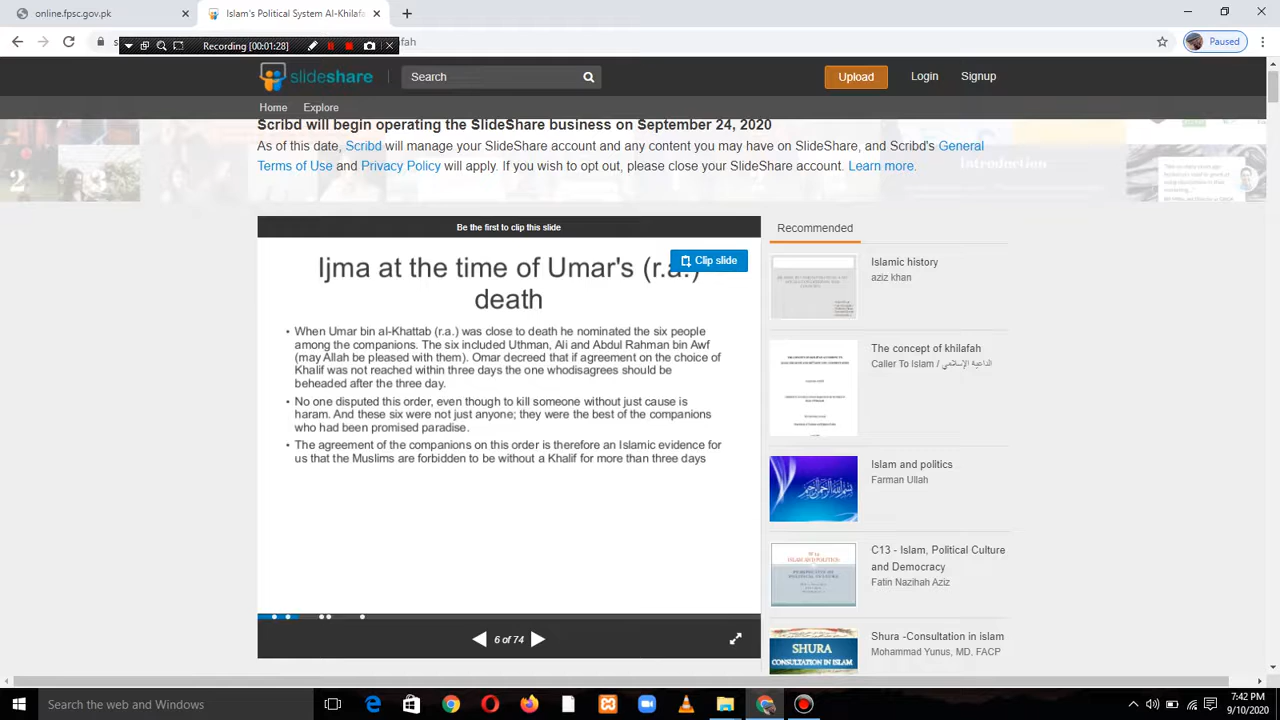 online.fpsc.gov.pk
Islam's Political System Al-Khilafa
Recording [00:01:28]
Paused
slideshare
Search
Upload
Login
Signup
Home
Explore
Scribd will begin operating the SlideShare business on September 24, 2020
As of this date, Scribd will manage your SlideShare account and any content you may have on SlideShare, and Scribd's General
Terms of Use and Privacy Policy will apply. If you wish to opt out, please close your SlideShare account. Learn more.
Be the first to clip this slide
Clip slide
Ijma at the time of Umar's (r.a.)
death
• When Umar bin al-Khattab (r.a.) was close to death he nominated the six people
among the companions. The six included Uthman, Ali and Abdul Rahman bin Awf
(may Allah be pleased with them). Omar decreed that if agreement on the choice of
Khalif was not reached within three days the one whodisagrees should be
beheaded after the three day.
• No one disputed this order, even though to kill someone without just cause is
haram. And these six were not just anyone; they were the best of the companions
who had been promised paradise.
• The agreement of the companions on this order is therefore an Islamic evidence for
us that the Muslims are forbidden to be without a Khalif for more than three days
6 of 74
Recommended
Islamic history
aziz khan
The concept of khilafah
Caller To Islam / الداعية الإسلامي
Islam and politics
Farman Ullah
C13 - Islam, Political Culture
and Democracy
Fatin Nazihah Aziz
SHURA
CONSULTATION IN ISLAM
Shura -Consultation in islam
Mohammad Yunus, MD, FACP
Search the web and Windows
7:42 PM
9/10/2020